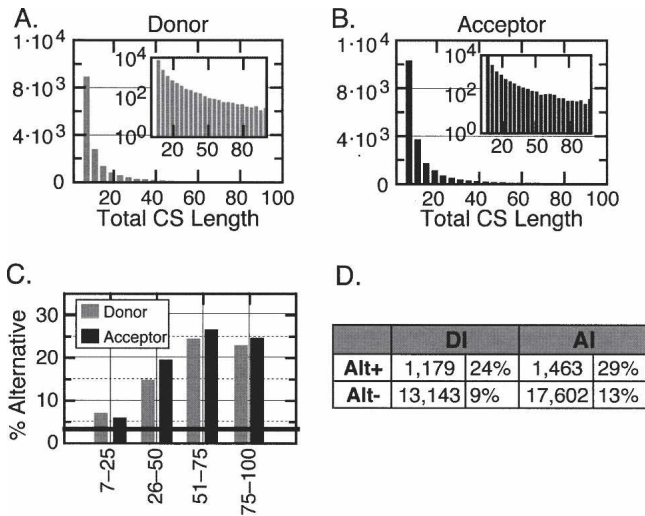 A. Donor
1·10⁴
8·10³
4·10³
0
20 40 60 80 100
Total CS Length
10⁴
10²
10⁰
20 50 80
B. Acceptor
1·10⁴
8·10³
4·10³
0
20 40 60 80 100
Total CS Length
10⁴
10²
10⁰
20 50 80
C.
% Alternative
30
20
10
0
Donor
Acceptor
7–25
26–50
51–75
75–100
D.
DI AI
Alt+ 1,179 24% 1,463 29%
Alt- 13,143 9% 17,602 13%